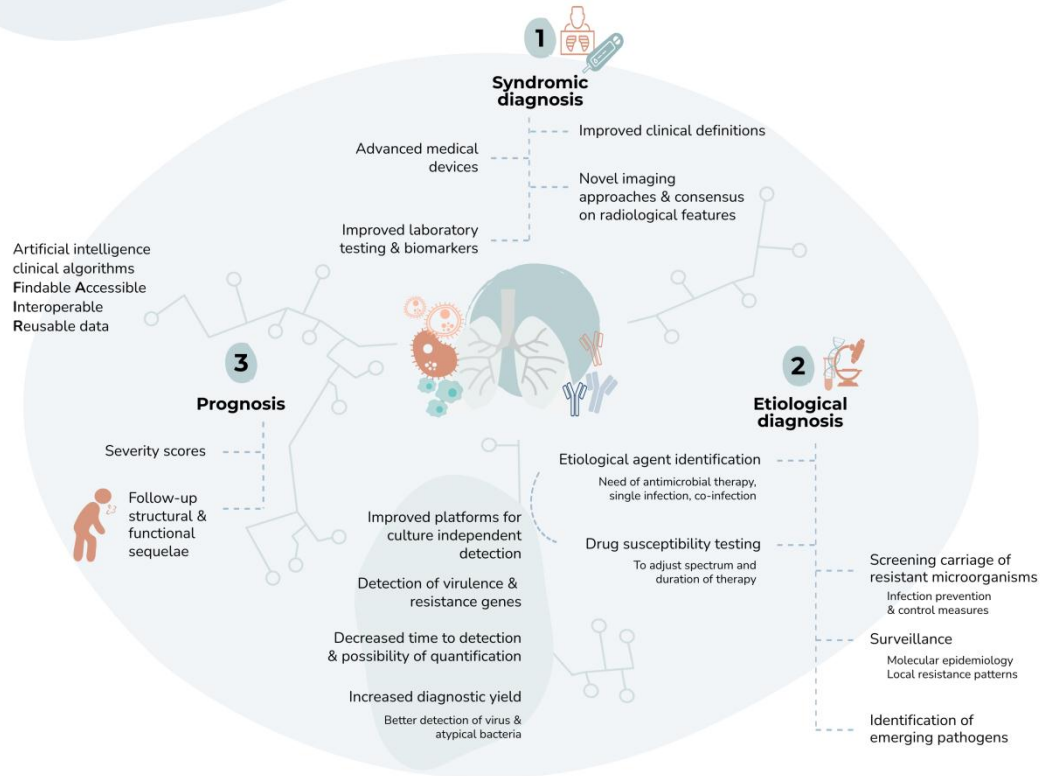 1
Syndromic
diagnosis
Improved clinical definitions
Advanced medical
devices
Novel imaging
approaches & consensus
on radiological features
Improved laboratory
testing & biomarkers
Artificial intelligence
clinical algorithms
Findable Accessible
Interoperable
Reusable data
3
Prognosis
Severity scores
Follow-up
structural &
functional
sequelae
2
Etiological
diagnosis
Etiological agent identification
Need of antimicrobial therapy,
single infection, co-infection
Drug susceptibility testing
To adjust spectrum and
duration of therapy
Improved platforms for
culture independent
detection
Detection of virulence &
resistance genes
Decreased time to detection
& possibility of quantification
Increased diagnostic yield
Better detection of virus &
atypical bacteria
Screening carriage of
resistant microorganisms
Infection prevention
& control measures
Surveillance
Molecular epidemiology
Local resistance patterns
Identification of
emerging pathogens